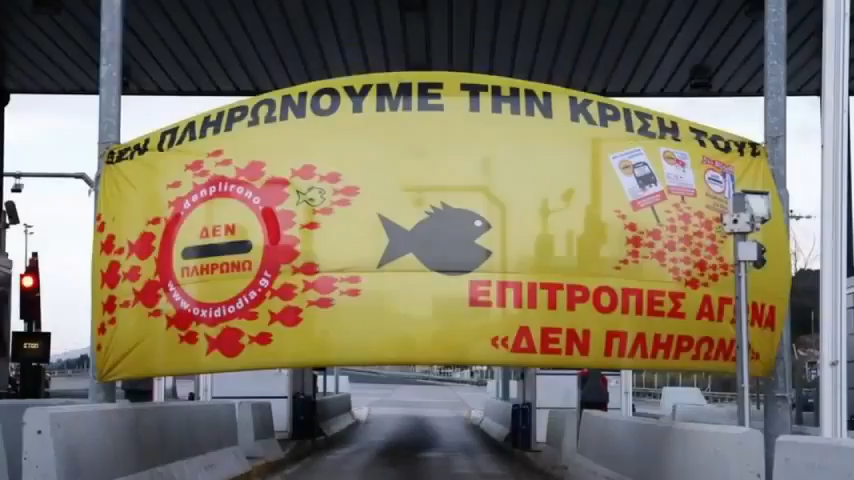 ΔΕΝ ΠΛΗΡΩΝΟΥΜΕ ΤΗΝ ΚΡΙΣΗ ΤΟΥΣ
denplirono
ΔΕΝ
ΠΛΗΡΩΝΩ
www.oxidiodia.gr
ΕΠΙΤΡΟΠΕΣ ΑΓΩΝΑ
«ΔΕΝ ΠΛΗΡΩΝΩ»